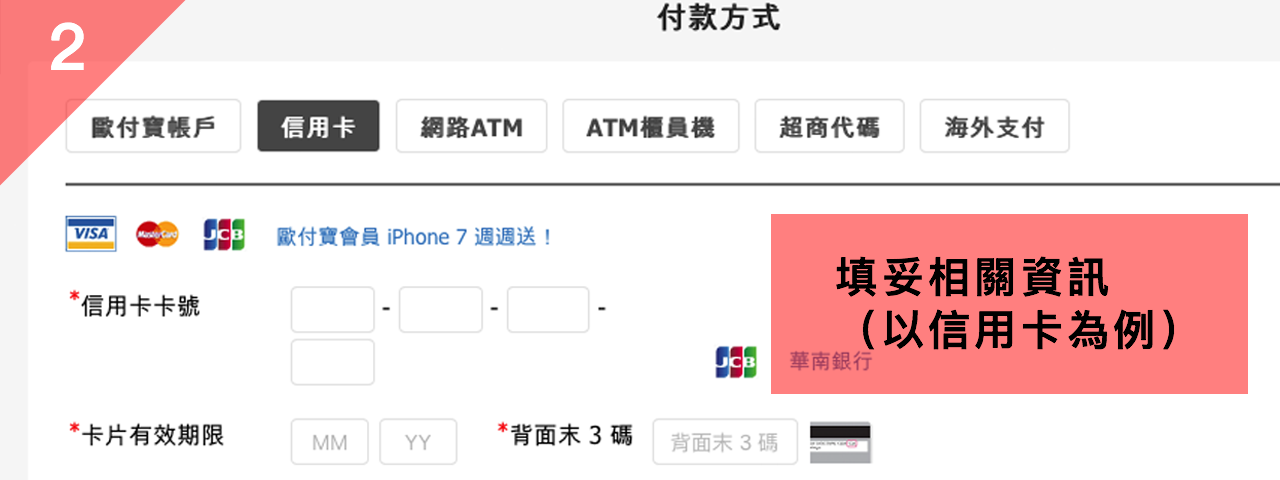 2
付款方式
歐付寶帳戶 信用卡 網路ATM ATM櫃員機 超商代碼 海外支付
VISA MasterCard JCB 歐付寶會員 iPhone 7 週週送！
填妥相關資訊
（以信用卡為例）
*信用卡卡號 - - -
JCB 華南銀行
*卡片有效期限 MM YY *背面末 3 碼 背面末 3 碼